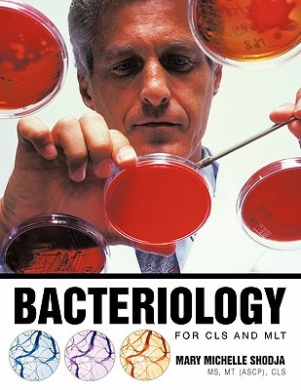 BACTERIOLOGY
FOR CLS AND MLT
MARY MICHELLE SHODJA
MS, MT (ASCP), CLS